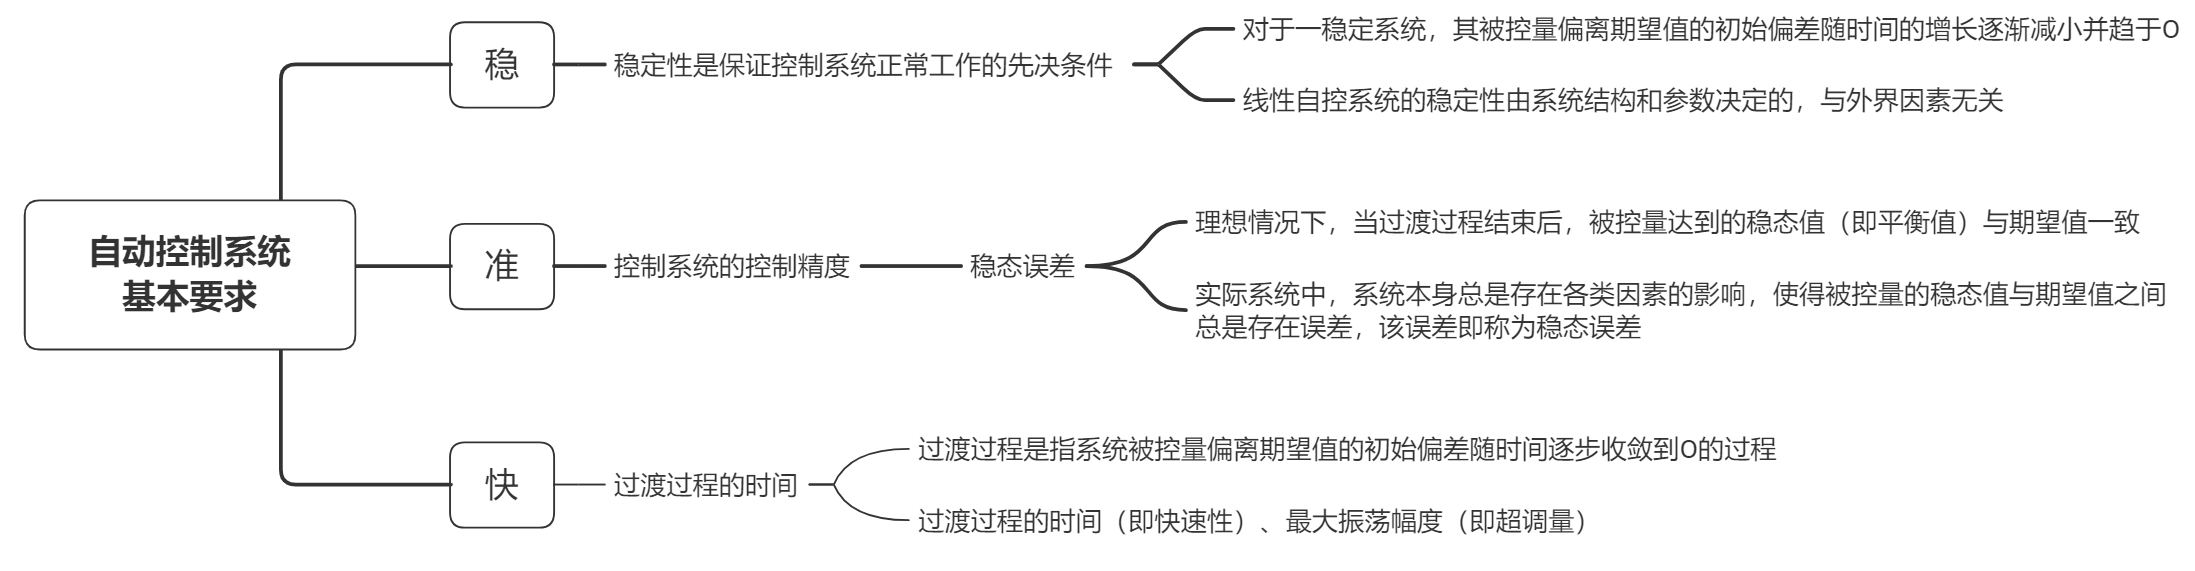 自动控制系统
基本要求
稳
稳定性是保证控制系统正常工作的先决条件
对于一稳定系统，其被控量偏离期望值的初始偏差随时间的增长逐渐减小并趋于O
线性自控系统的稳定性由系统结构和参数决定的，与外界因素无关
准
控制系统的控制精度
稳态误差
理想情况下，当过渡过程结束后，被控量达到的稳态值（即平衡值）与期望值一致
实际系统中，系统本身总是存在各类因素的影响，使得被控量的稳态值与期望值之间
总是存在误差，该误差即称为稳态误差
快
过渡过程的时间
过渡过程是指系统被控量偏离期望值的初始偏差随时间逐步收敛到O的过程
过渡过程的时间（即快速性）、最大振荡幅度（即超调量）